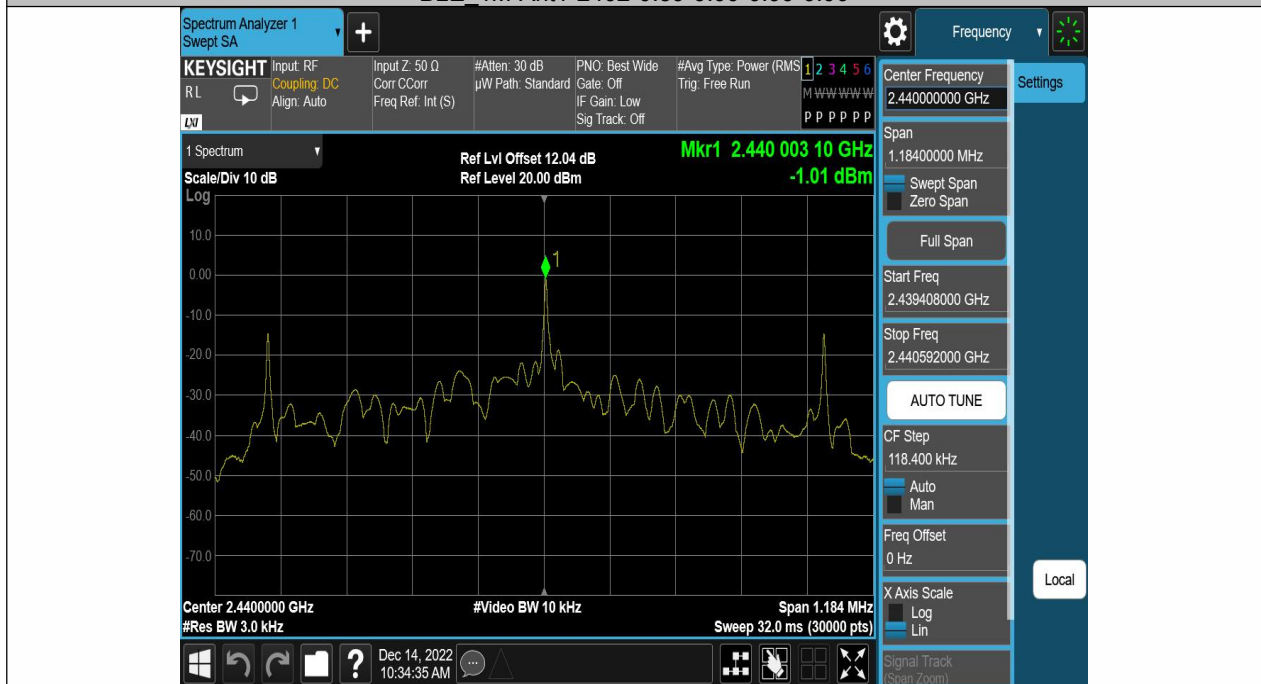 Spectrum Analyzer 1
Swept SA
Frequency
KEYSIGHT
RL
LXI
Input: RF
Coupling: DC
Align: Auto
Input Z: 50 Ω
Corr CCorr
Freq Ref: Int (S)
#Atten: 30 dB
µW Path: Standard
PNO: Best Wide
Gate: Off
IF Gain: Low
Sig Track: Off
#Avg Type: Power (RMS
Trig: Free Run
1 2 3 4 5 6
M W W W W W
P P P P P P
1 Spectrum
Scale/Div 10 dB
Ref Lvl Offset 12.04 dB
Ref Level 20.00 dBm
Mkr1 2.440 003 10 GHz
-1.01 dBm
Log
10.0
0.00
-10.0
-20.0
-30.0
-40.0
-50.0
-60.0
-70.0
1
Center 2.4400000 GHz
#Res BW 3.0 kHz
#Video BW 10 kHz
Span 1.184 MHz
Sweep 32.0 ms (30000 pts)
Dec 14, 2022
10:34:35 AM
Center Frequency
2.440000000 GHz
Span
1.18400000 MHz
Swept Span
Zero Span
Full Span
Start Freq
2.439408000 GHz
Stop Freq
2.440592000 GHz
AUTO TUNE
CF Step
118.400 kHz
Auto
Man
Freq Offset
0 Hz
X Axis Scale
Log
Lin
Signal Track
(Span Zoom)
Settings
Local